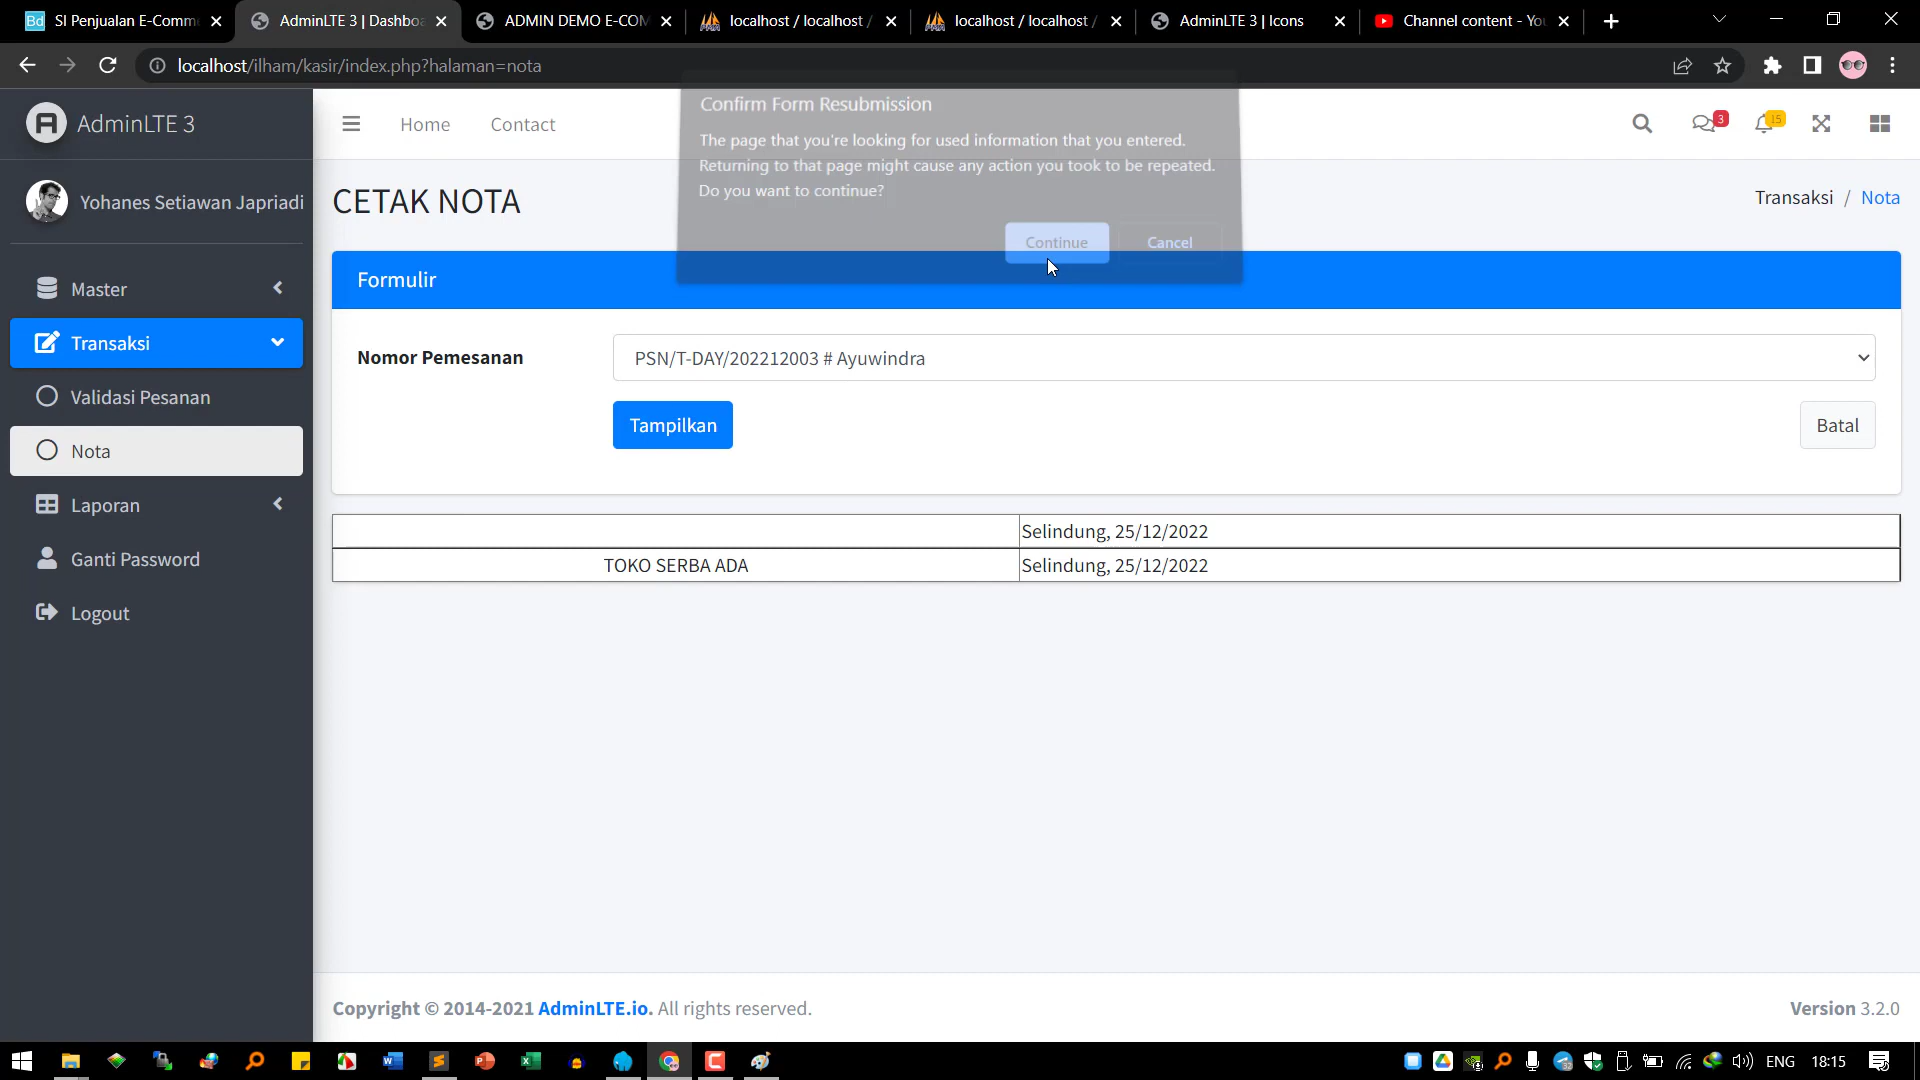 SI Penjualan E-Comme
AdminLTE 3 | Dashboa
ADMIN DEMO E-COM
localhost / localhost /
localhost / localhost /
AdminLTE 3 | Icons
Channel content - You
localhost/ilham/kasir/index.php?halaman=nota
AdminLTE 3
Home
Contact
Confirm Form Resubmission
The page that you're looking for used information that you entered.
Returning to that page might cause any action you took to be repeated.
Do you want to continue?
Continue
Cancel
3
15
Yohanes Setiawan Japriadi
CETAK NOTA
Transaksi / Nota
Master
Transaksi
Validasi Pesanan
Nota
Laporan
Ganti Password
Logout
Formulir
Nomor Pemesanan
PSN/T-DAY/202212003 # Ayuwindra
Tampilkan
Batal
Selindung, 25/12/2022
TOKO SERBA ADA
Selindung, 25/12/2022
Copyright © 2014-2021 AdminLTE.io. All rights reserved.
Version 3.2.0
ENG
18:15